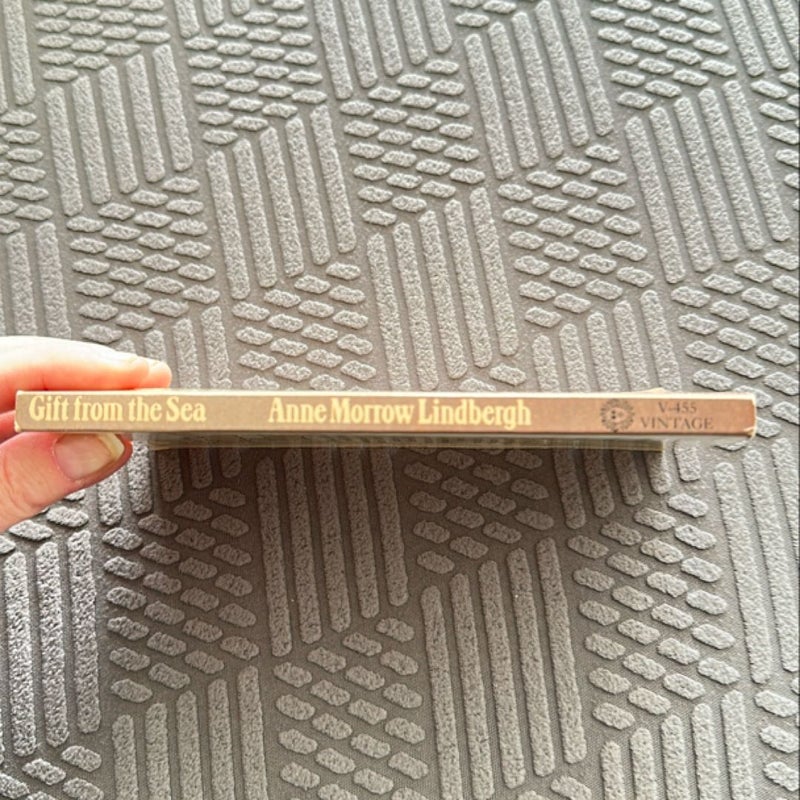 Gift from the Sea
Anne Morrow Lindbergh
V-455
VINTAGE